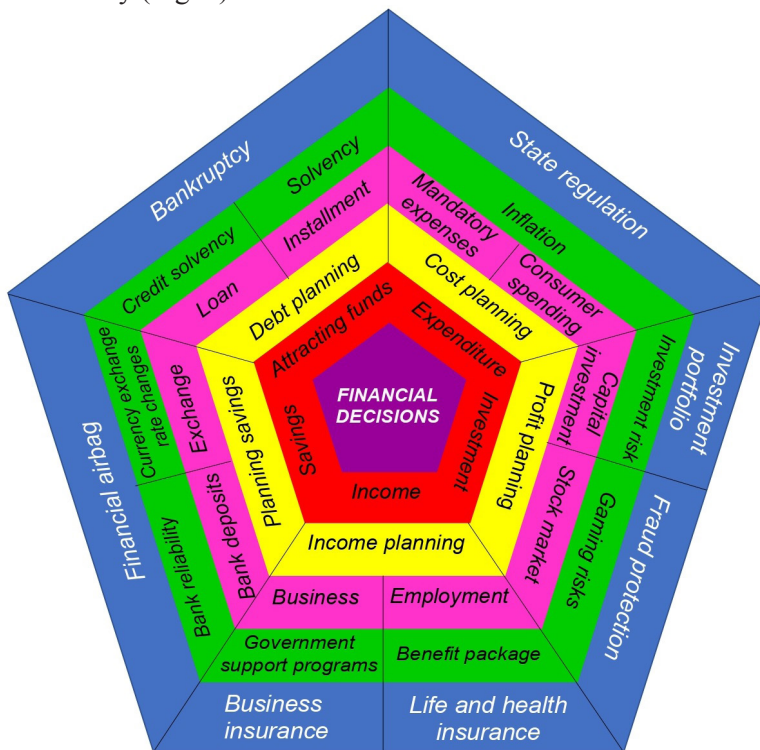 Bankruptcy
State regulation
Solvency
Credit solvency
Inflation
Installment
Loan
Mandatory
expenses
Consumer
spending
Debt planning
Cost planning
Attracting funds
Expenditure
FINANCIAL
DECISIONS
Savings
Investment
Income
Planning savings
Profit planning
Income planning
Exchange
Bank deposits
Capital
investment
Stock market
Business
Employment
Currency exchange
rate changes
Bank reliability
Investment risk
Gaming risks
Government
support programs
Benefit package
Financial airbag
Investment
portfolio
Fraud protection
Business
insurance
Life and health
insurance